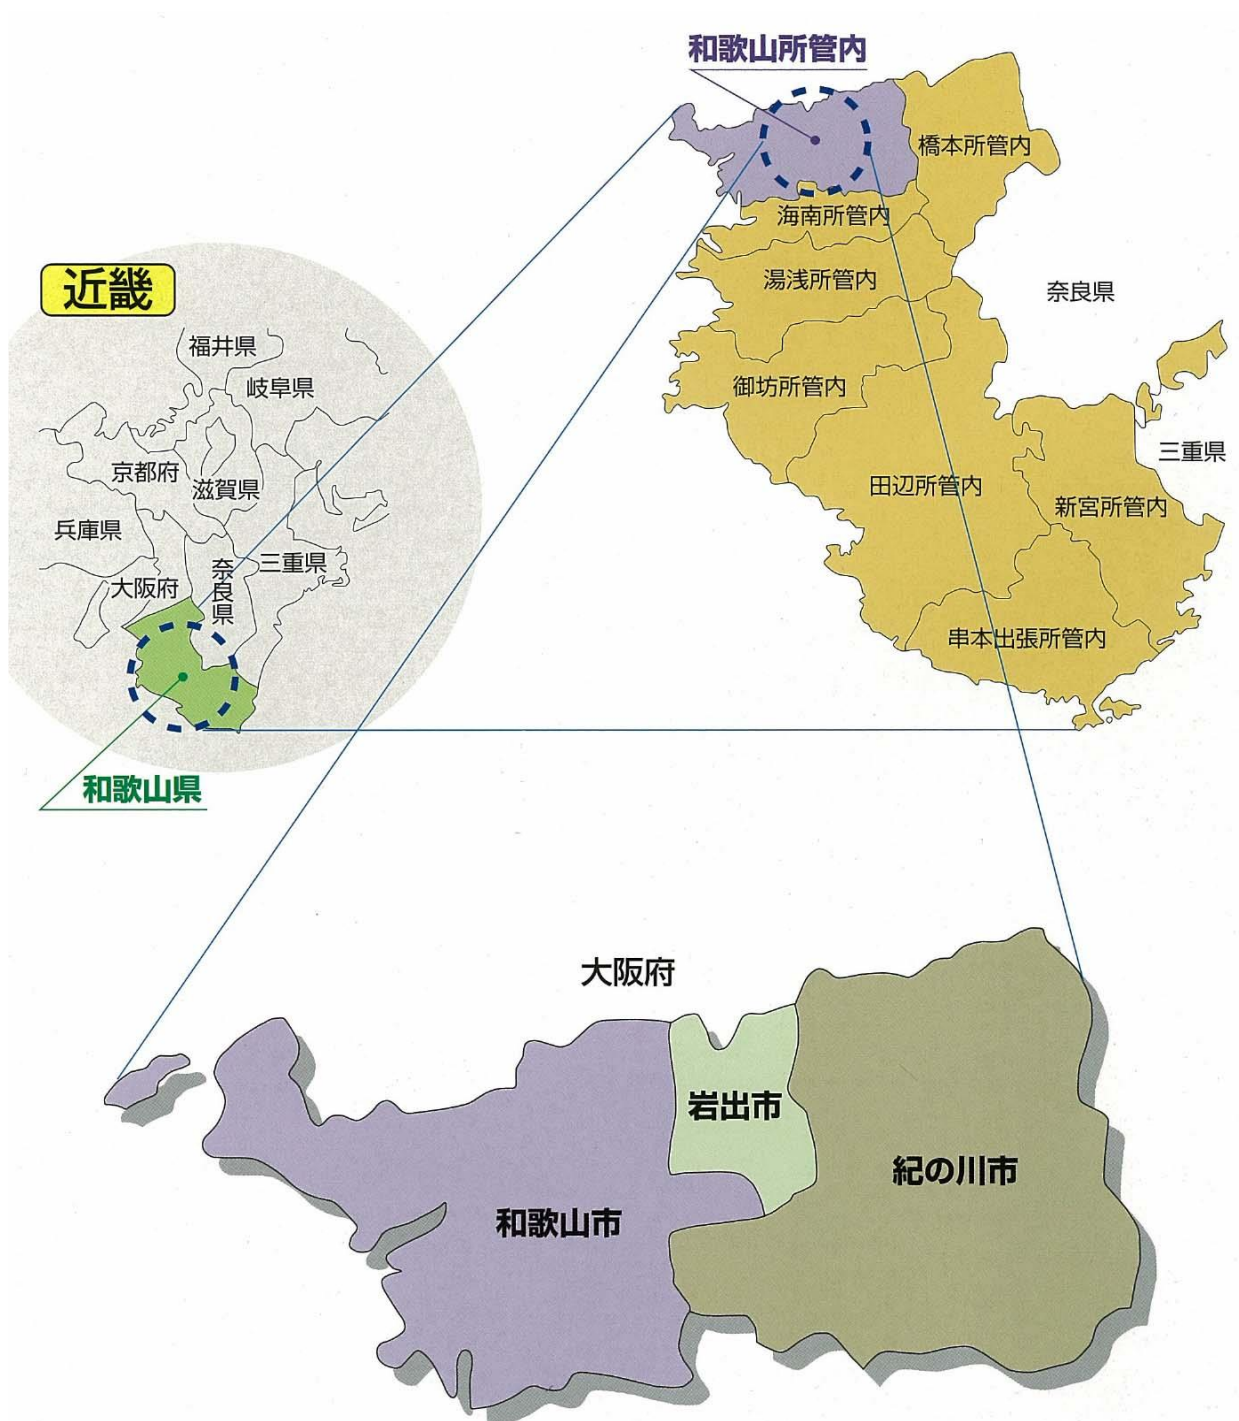 和歌山所管内
橋本所管内
海南所管内
湯浅所管内
奈良県
御坊所管内
三重県
田辺所管内
新宮所管内
串本出張所管内
近畿
福井県
岐阜県
京都府
滋賀県
兵庫県
三重県
大阪府
奈良県
和歌山県
大阪府
岩出市
紀の川市
和歌山市